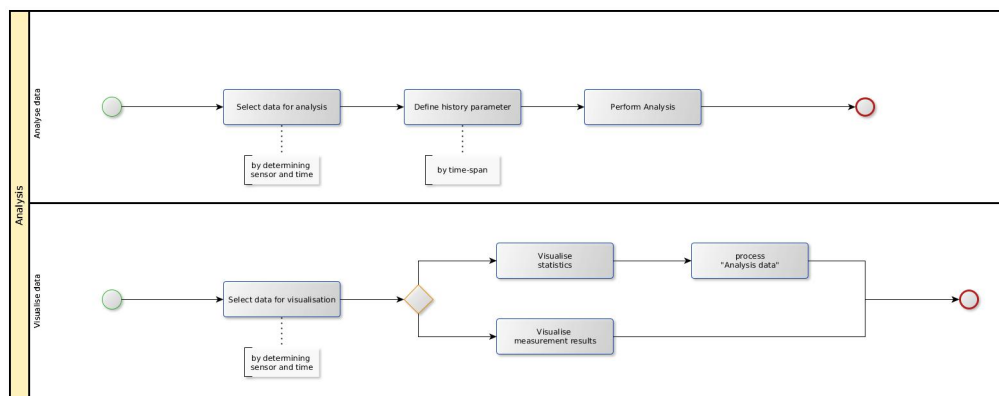 Analysis
Analyse data
Select data for analysis
Define history parameter
Perform Analysis
by determining
sensor and time
by time-span
Visualise data
Select data for visualisation
Visualise
statistics
process
"Analysis data"
Visualise
measurement results
by determining
sensor and time